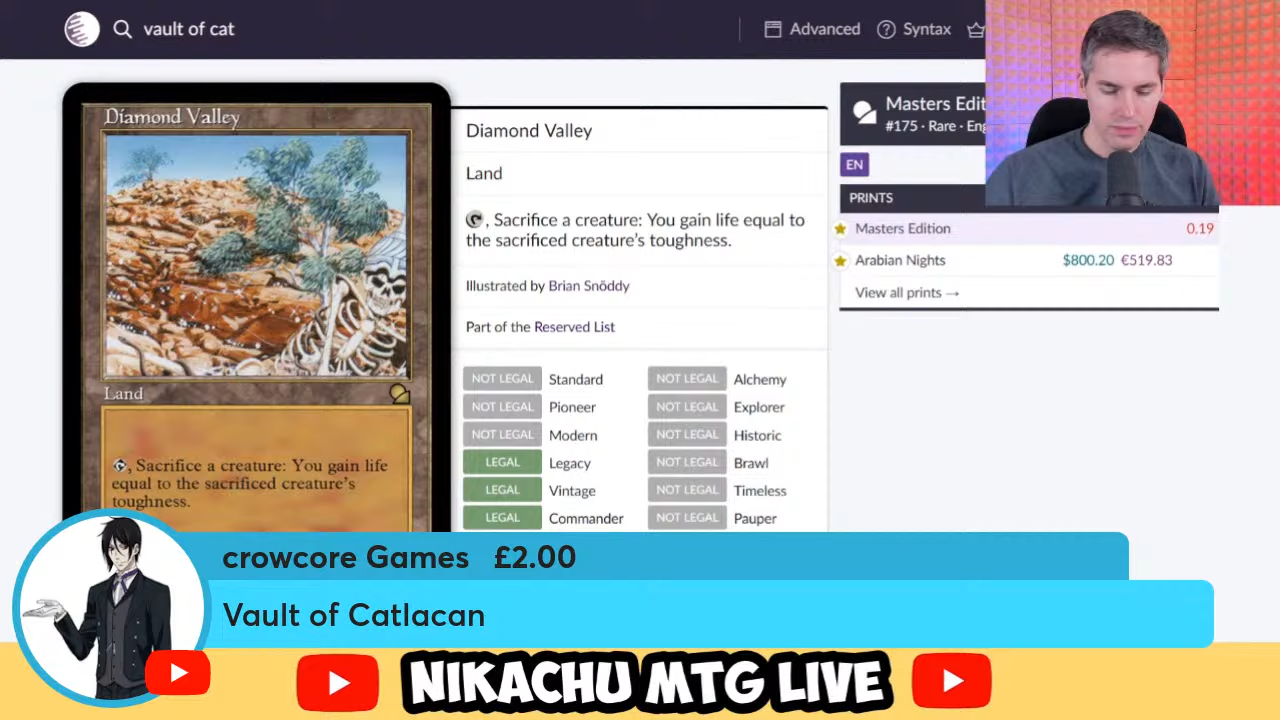 vault of cat
Advanced
Syntax
Diamond Valley
Land
, Sacrifice a creature: You gain life
equal to the sacrificed creature's
toughness.
Diamond Valley
Land
, Sacrifice a creature: You gain life equal to
the sacrificed creature's toughness.
Illustrated by Brian Snõddy
Part of the Reserved List
NOT LEGAL Standard NOT LEGAL Alchemy
NOT LEGAL Pioneer NOT LEGAL Explorer
NOT LEGAL Modern NOT LEGAL Historic
LEGAL Legacy NOT LEGAL Brawl
LEGAL Vintage NOT LEGAL Timeless
LEGAL Commander NOT LEGAL Pauper
Masters Edit
#175 · Rare · Eng
EN
PRINTS
Masters Edition 0.19
Arabian Nights $800.20 €519.83
View all prints →
crowcore Games £2.00
Vault of Catlacan
NIKACHU MTG LIVE